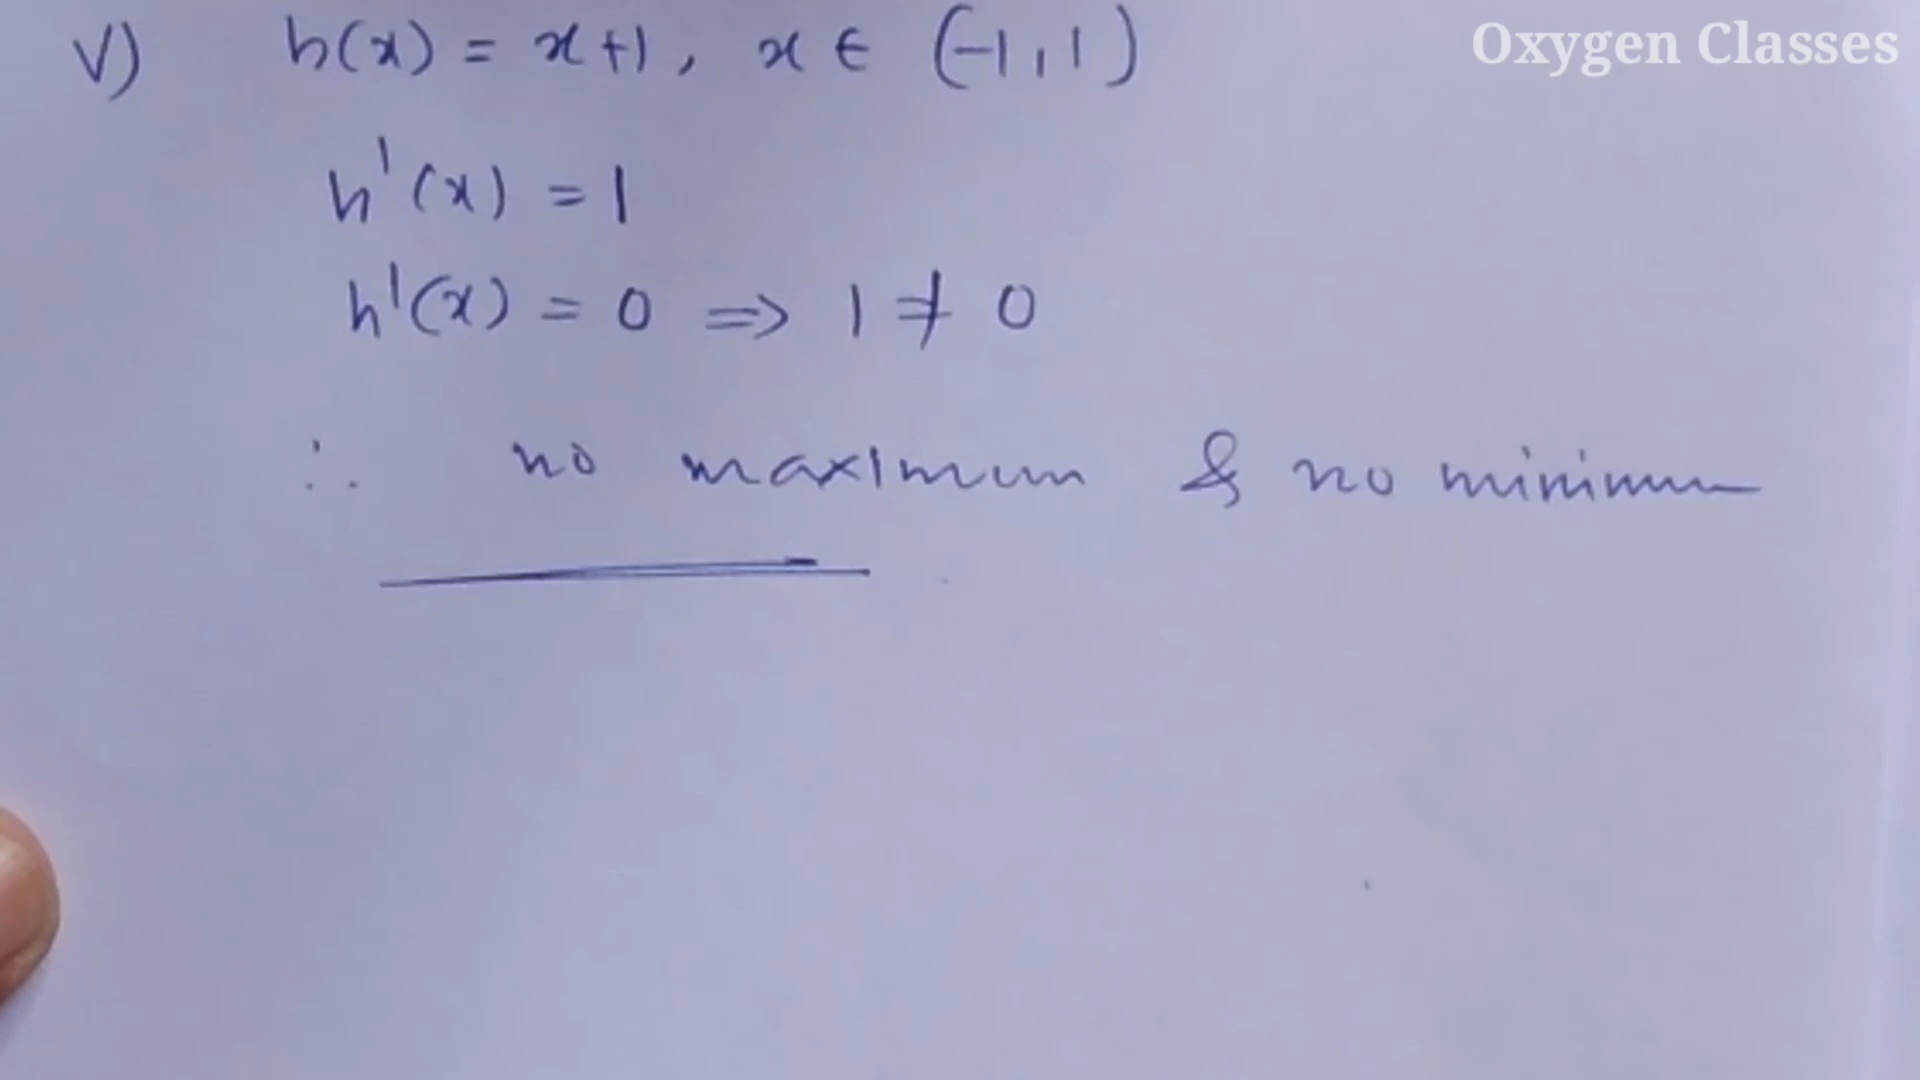 Oxygen Classes
V) h(x) = x+1, x ∈ (-1,1)
h'(x) = 1
h'(x) = 0 ⇒ 1 ≠ 0
∴ no maximum & no minimum